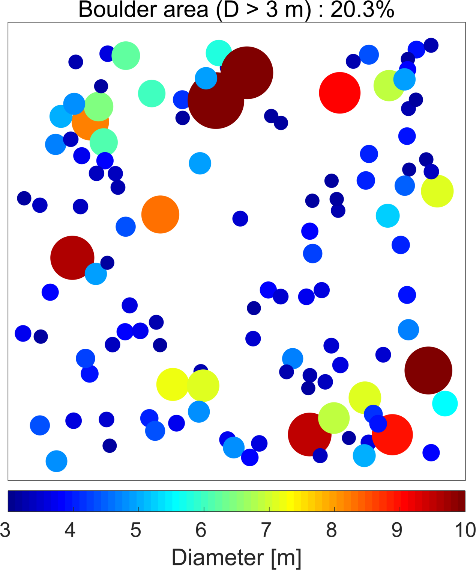 Boulder area (D > 3 m) : 20.3%
3 4 5 6 7 8 9 10
Diameter [m]